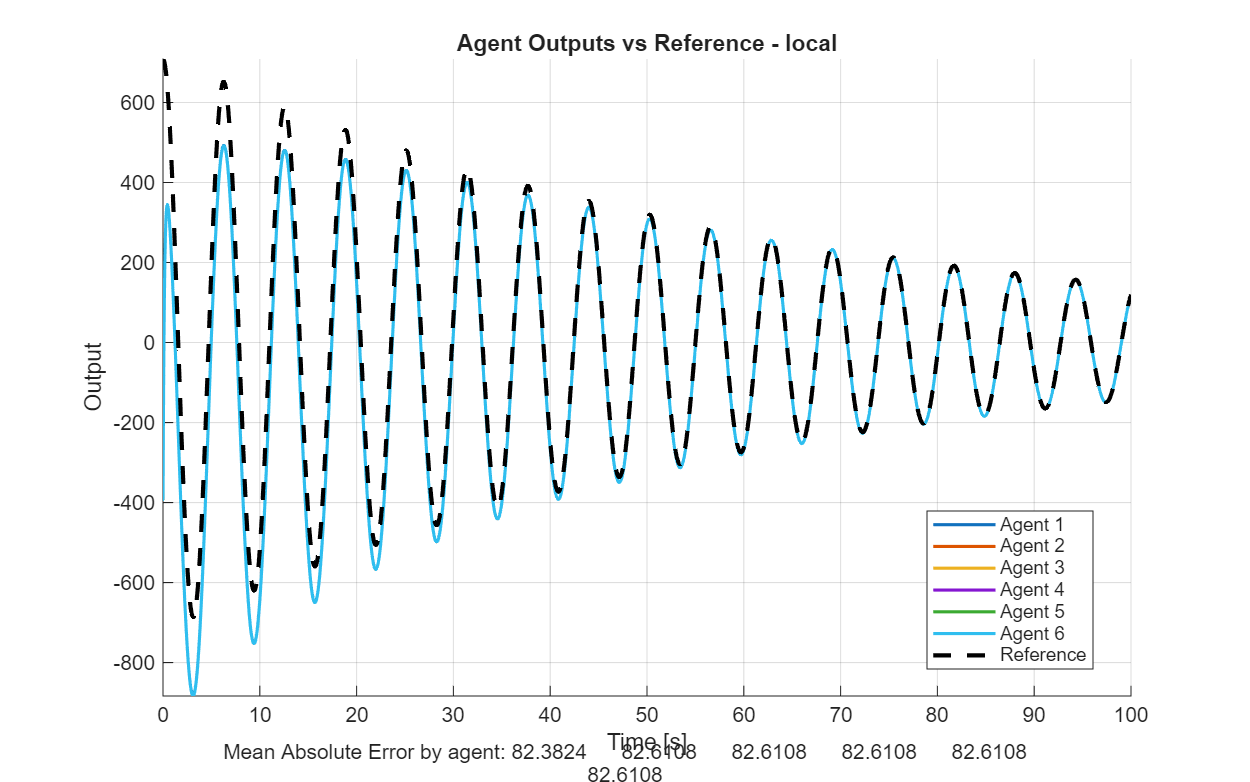 Agent Outputs vs Reference - local
600
400
200
0
-200
-400
-600
-800
Output
Agent 1
Agent 2
Agent 3
Agent 4
Agent 5
Agent 6
Reference
0 10 20 30 40 50 60 70 80 90 100
Time [s]
Mean Absolute Error by agent: 82.3824 82.6108 82.6108 82.6108 82.6108
82.6108